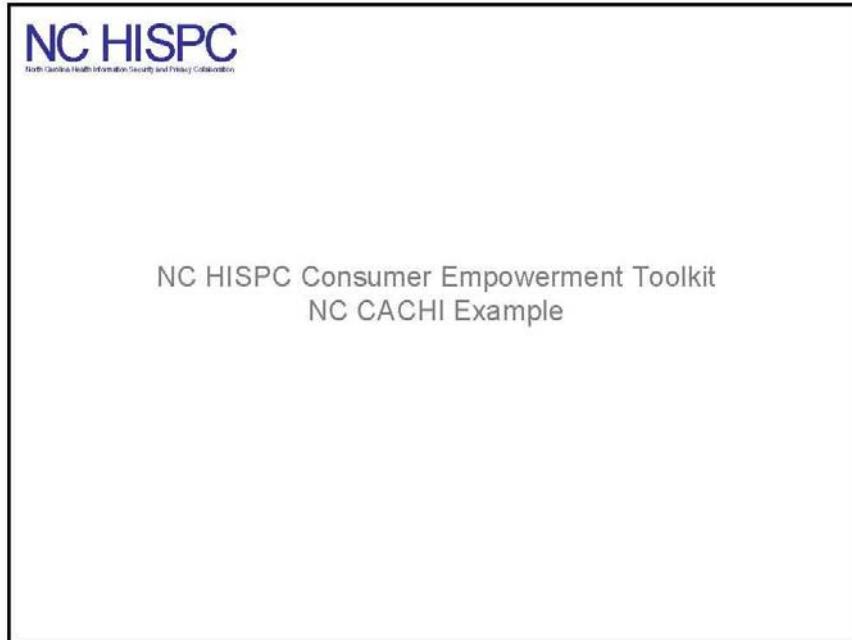 NC HISPC
North Carolina Health Information Security and Privacy Collaboration
NC HISPC Consumer Empowerment Toolkit
NC CACHI Example